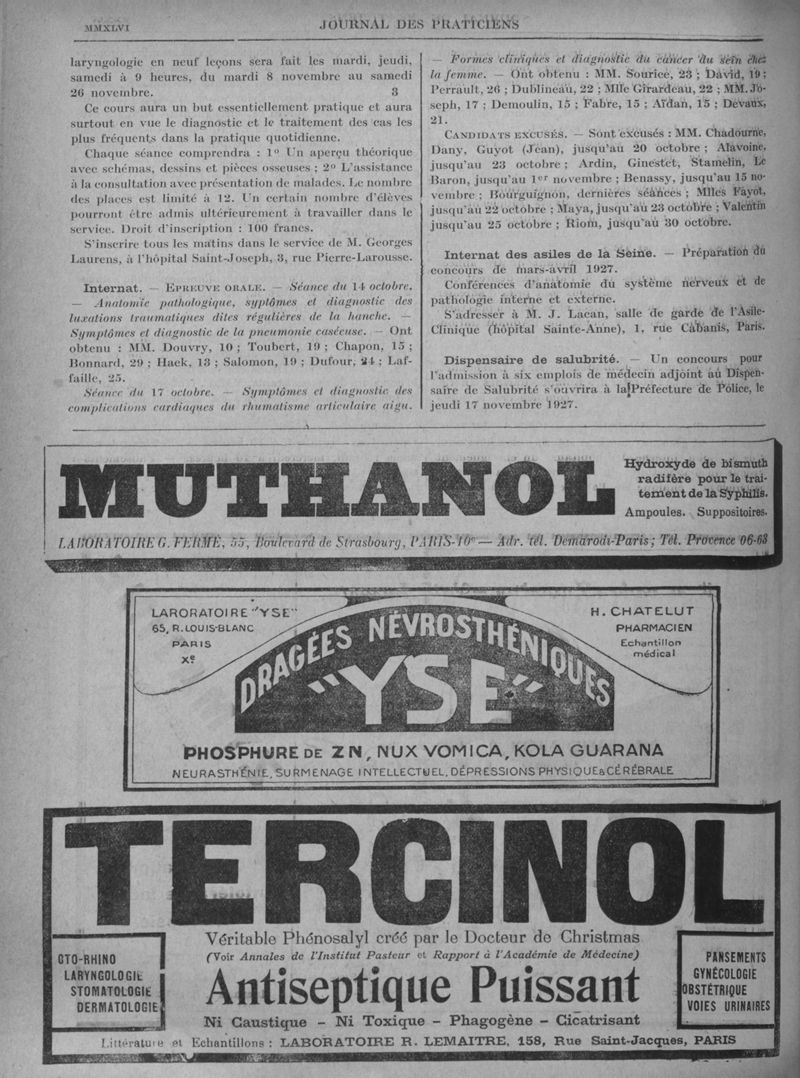 MMXLVI
JOURNAL DES PRATICIENS
laryngologie en neuf leçons sera fait les mardi, jeudi,
samedi à 9 heures, du mardi 8 novembre au samedi
26 novembre. 3
Ce cours aura un but essentiellement pratique et aura
surtout en vue le diagnostic et le traitement des cas les
plus fréquents dans la pratique quotidienne.
Chaque séance comprendra : 1° Un aperçu théorique
avec schémas, dessins et pièces osseuses ; 2° L'assistance
à la consultation avec présentation de malades. Le nombre
des places est limité à 12. Un certain nombre d'élèves
pourront être admis ultérieurement à travailler dans le
service. Droit d'inscription : 100 francs.
S'inscrire tous les matins dans le service de M. Georges
Laurens, à l'hôpital Saint-Joseph, 3, rue Pierre-Larousse.
Internat. — EPREUVE ORALE. — Séance du 14 octobre.
— Anatomie pathologique, syptômes et diagnostic des
luxations traumatiques dites régulières de la hanche. —
Symptômes et diagnostic de la pneumonie caséeuse. — Ont
obtenu : MM. Douvry, 10 ; Toubert, 19 ; Chapon, 15 ;
Bonnard, 29 ; Hack, 13 ; Salomon, 19 ; Dufour, 24 ; Laf-
faille, 25.
Séance du 17 octobre. — Symptômes et diagnostic des
complications cardiaques du rhumatisme articulaire aigu.
— Formes cliniques et diagnostic du cancer du sein chez
la femme. — Ont obtenu : MM. Sourice, 23 ; David, 19 ;
Perrault, 26 ; Dublineau, 22 ; Mlle Girardeau, 22 ; MM. Jo-
seph, 17 ; Demoulin, 15 ; Fabre, 15 ; Aïdan, 15 ; Devaux,
21.
CANDIDATS EXCUSÉS. — Sont excusés : MM. Chadourne,
Dany, Guyot (Jean), jusqu'au 20 octobre ; Alavoine,
jusqu'au 23 octobre ; Ardin, Ginestet, Stamelin, Le
Baron, jusqu'au 1er novembre ; Benassy, jusqu'au 15 no-
vembre ; Bourguignon, dernières séances ; Mlles Fayot,
jusqu'au 22 octobre ; Maya, jusqu'au 23 octobre ; Valentin
jusqu'au 25 octobre ; Riom, jusqu'au 30 octobre.
Internat des asiles de la Seine. — Préparation du
concours de mars-avril 1927.
Conférences d'anatomie du système nerveux et de
pathologie interne et externe.
S'adresser à M. J. Lacan, salle de garde de l'Asile-
Clinique (hôpital Sainte-Anne), 1, rue Cabanis, Paris.
Dispensaire de salubrité. — Un concours pour
l'admission à six emplois de médecin adjoint au Dispen-
saire de Salubrité s'ouvrira à la Préfecture de Police, le
jeudi 17 novembre 1927.
MUTHANOL
Hydroxyde de bismuth
radifère pour le trai-
tement de la Syphilis.
Ampoules. Suppositoires.
LABORATOIRE G. FERMÉ, 55, Boulevard de Strasbourg, PARIS-10e — Adr. tél. Démarodi-Paris ; Tél. Provence 06-63
LARORATOIRE "YSE"
65, R. LOUIS-BLANC
PARIS
Xe
H. CHATELUT
PHARMACIEN
Echantillon
médical
DRAGÉES NÉVROSTHÉNIQUES
"YSE"
PHOSPHURE DE ZN, NUX VOMICA, KOLA GUARANA
NEURASTHÉNIE, SURMENAGE INTELLECTUEL, DÉPRESSIONS PHYSIQUE & CÉRÉBRALE
TERCINOL
Véritable Phénosalyl créé par le Docteur de Christmas
(Voir Annales de l'Institut Pasteur et Rapport à l'Académie de Médecine)
OTO-RHINO
LARYNGOLOGIE
STOMATOLOGIE
DERMATOLOGIE
Antiseptique Puissant
PANSEMENTS
GYNÉCOLOGIE
OBSTÉTRIQUE
VOIES URINAIRES
Ni Caustique - Ni Toxique - Phagogène - Cicatrisant
Littérature et Echantillons : LABORATOIRE R. LEMAITRE, 158, Rue Saint-Jacques, PARIS